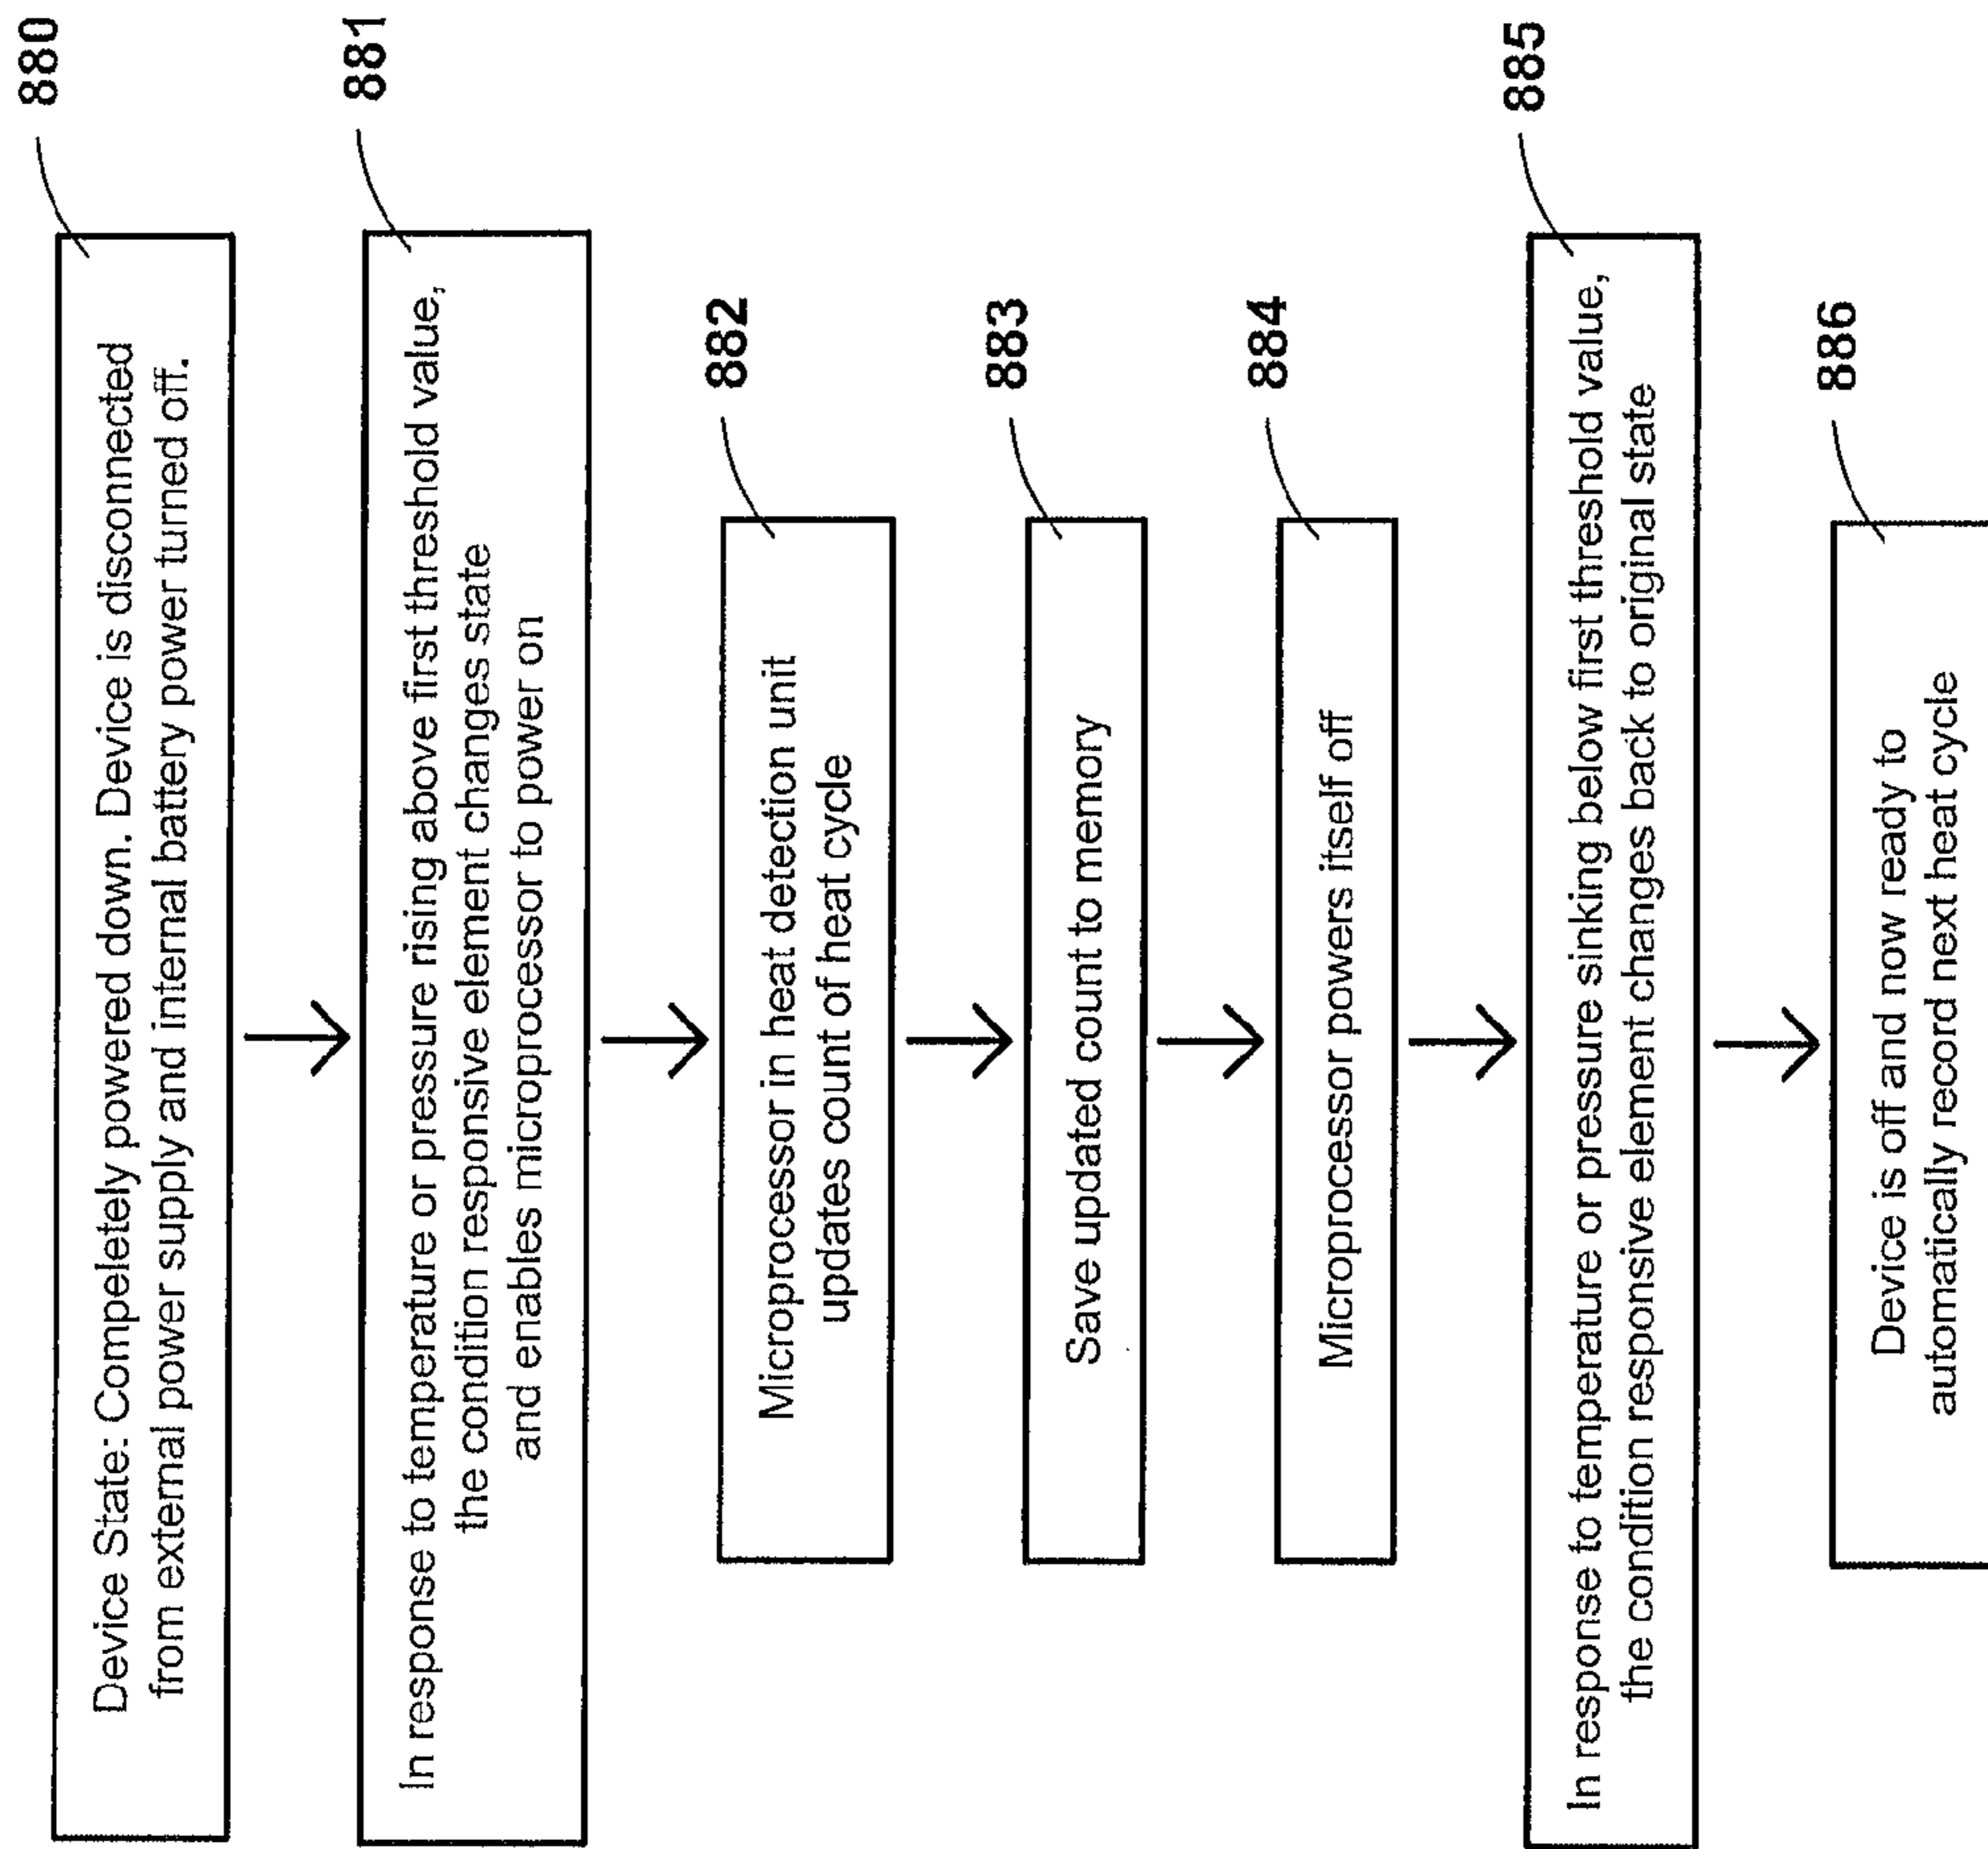 880
Device State: Compeletely powered down. Device is disconnected
from external power supply and internal battery power turned off.
881
In response to temperature or pressure rising above first threshold value,
the condition responsive element changes state
and enables microprocessor to power on
882
Microprocessor in heat detection unit
updates count of heat cycle
883
Save updated count to memory
884
Microprocessor powers itself off
885
In response to temperature or pressure sinking below first threshold value,
the condition responsive element changes back to original state
886
Device is off and now ready to
automatically record next heat cycle